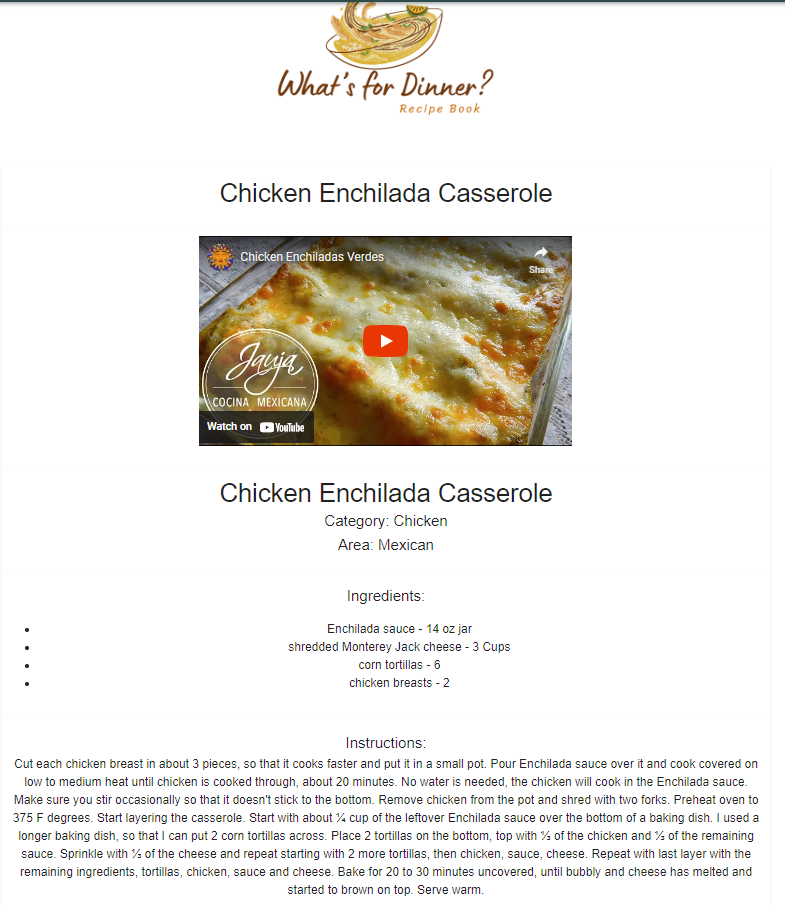 What's for Dinner?
Recipe Book
Chicken Enchilada Casserole
Chicken Enchiladas Verdes
Share
Jauja
COCINA MEXICANA
Watch on YouTube
Chicken Enchilada Casserole
Category: Chicken
Area: Mexican
Ingredients:
• Enchilada sauce - 14 oz jar
• shredded Monterey Jack cheese - 3 Cups
• corn tortillas - 6
• chicken breasts - 2
Instructions:
Cut each chicken breast in about 3 pieces, so that it cooks faster and put it in a small pot. Pour Enchilada sauce over it and cook covered on
low to medium heat until chicken is cooked through, about 20 minutes. No water is needed, the chicken will cook in the Enchilada sauce.
Make sure you stir occasionally so that it doesn't stick to the bottom. Remove chicken from the pot and shred with two forks. Preheat oven to
375 F degrees. Start layering the casserole. Start with about ¼ cup of the leftover Enchilada sauce over the bottom of a baking dish. I used a
longer baking dish, so that I can put 2 corn tortillas across. Place 2 tortillas on the bottom, top with ⅓ of the chicken and ⅓ of the remaining
sauce. Sprinkle with ⅓ of the cheese and repeat starting with 2 more tortillas, then chicken, sauce, cheese. Repeat with last layer with the
remaining ingredients, tortillas, chicken, sauce and cheese. Bake for 20 to 30 minutes uncovered, until bubbly and cheese has melted and
started to brown on top. Serve warm.